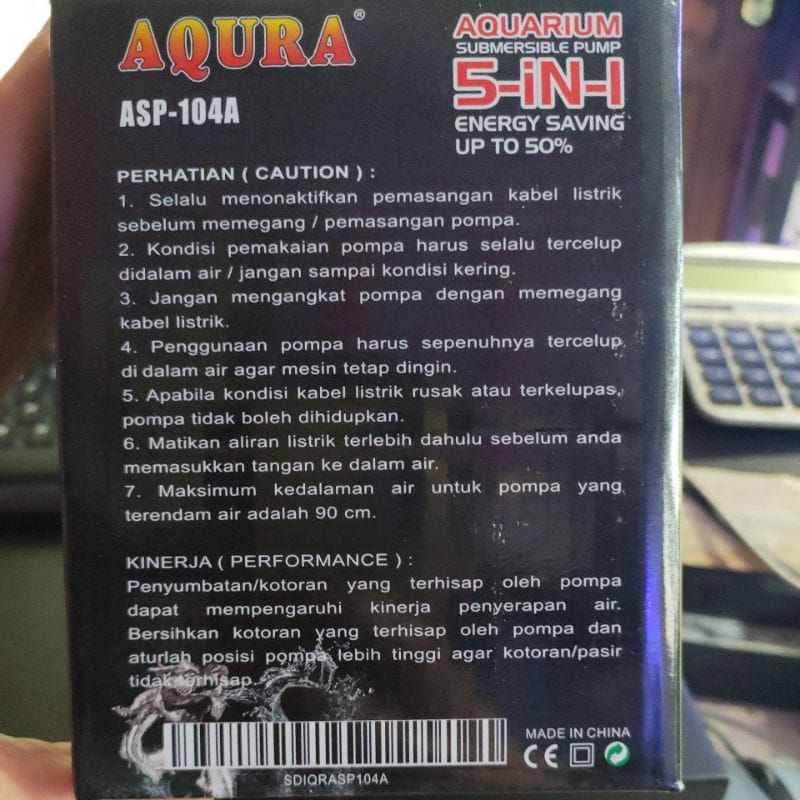 AQURA®
ASP-104A
AQUARIUM
SUBMERSIBLE PUMP
5-iN-1
ENERGY SAVING
UP TO 50%
PERHATIAN ( CAUTION ) :
1. Selalu menonaktifkan pemasangan kabel listrik
sebelum memegang / pemasangan pompa.
2. Kondisi pemakaian pompa harus selalu tercelup
didalam air / jangan sampai kondisi kering.
3. Jangan mengangkat pompa dengan memegang
kabel listrik.
4. Penggunaan pompa harus sepenuhnya tercelup
di dalam air agar mesin tetap dingin.
5. Apabila kondisi kabel listrik rusak atau terkelupas,
pompa tidak boleh dihidupkan.
6. Matikan aliran listrik terlebih dahulu sebelum anda
memasukkan tangan ke dalam air.
7. Maksimum kedalaman air untuk pompa yang
terendam air adalah 90 cm.
KINERJA ( PERFORMANCE ) :
Penyumbatan/kotoran yang terhisap oleh pompa
dapat mempengaruhi kinerja penyerapan air.
Bersihkan kotoran yang terhisap oleh pompa dan
aturlah posisi pompa lebih tinggi agar kotoran/pasir
tidak terhisap.
SDIQRASP104A
MADE IN CHINA
CE